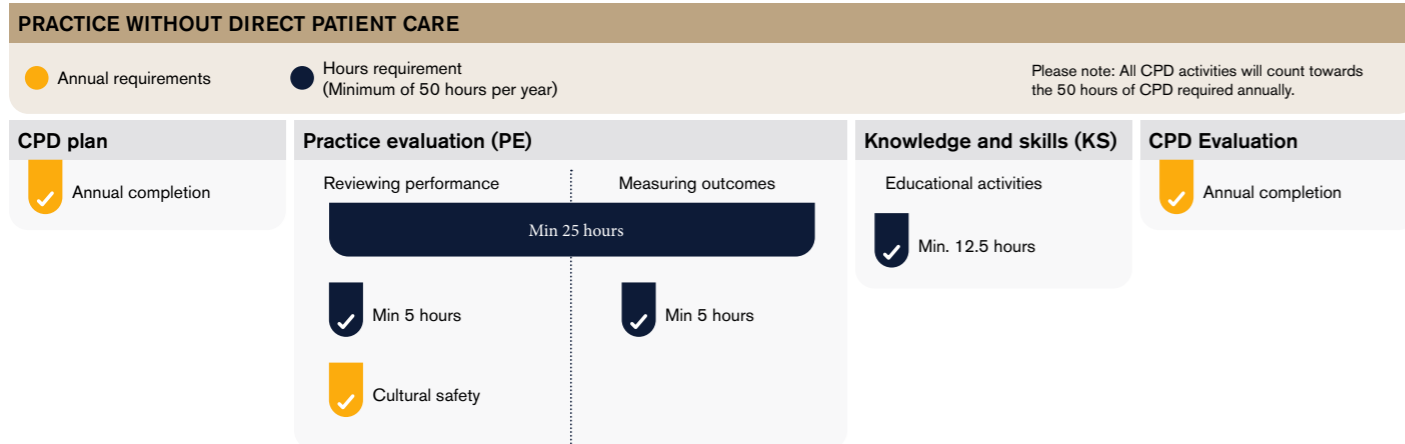 PRACTICE WITHOUT DIRECT PATIENT CARE
Annual requirements
Hours requirement
(Minimum of 50 hours per year)
Please note: All CPD activities will count towards
the 50 hours of CPD required annually.
CPD plan
Annual completion
Practice evaluation (PE)
Reviewing performance
Measuring outcomes
Min 25 hours
Min 5 hours
Min 5 hours
Cultural safety
Knowledge and skills (KS)
Educational activities
Min. 12.5 hours
CPD Evaluation
Annual completion